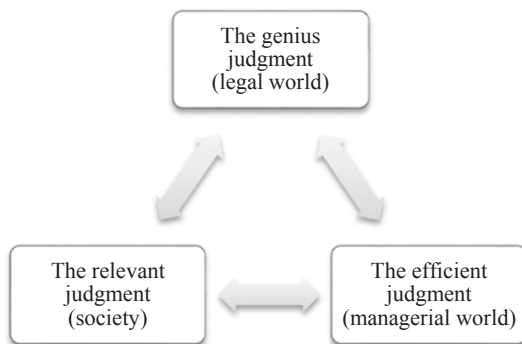 The genius
judgment
(legal world)
The relevant
judgment
(society)
The efficient
judgment
(managerial world)